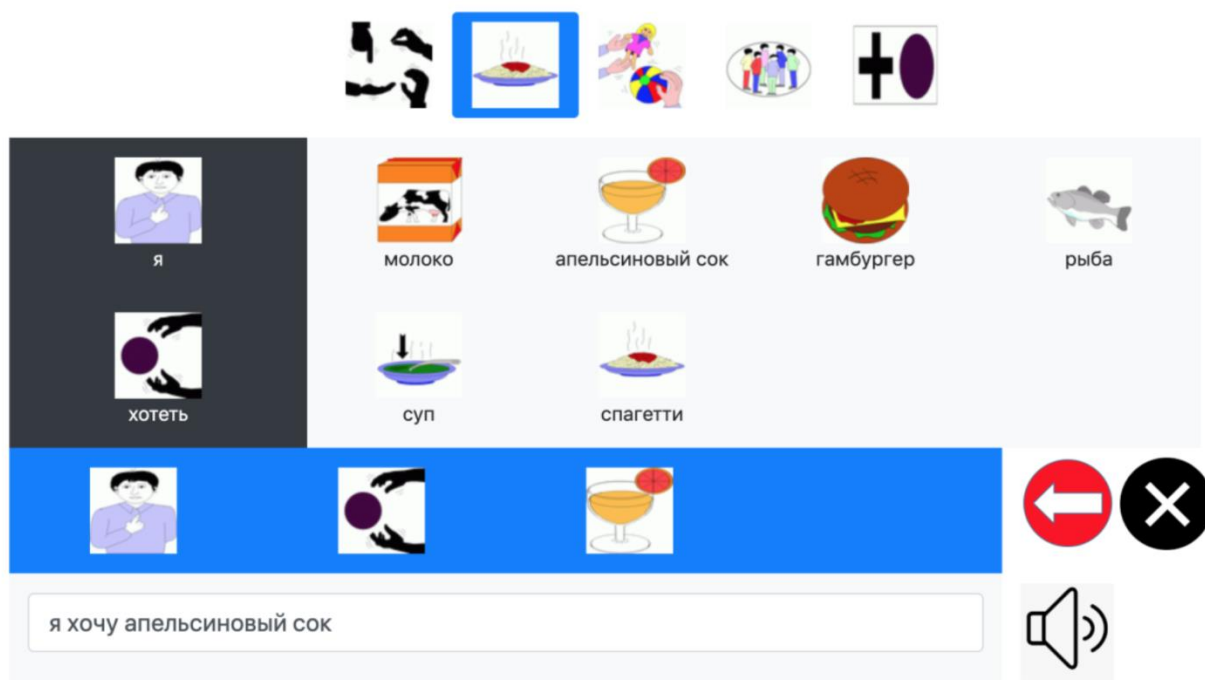 я
молоко
апельсиновый сок
гамбургер
рыба
хотеть
суп
спагетти
я хочу апельсиновый сок